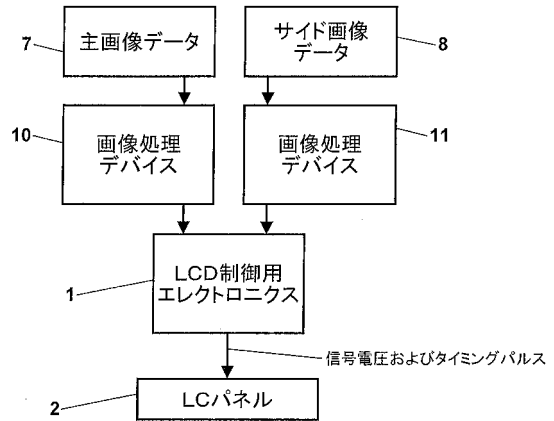 7
主画像データ
サイド画像
データ
8
10
画像処理
デバイス
画像処理
デバイス
11
1
LCD制御用
エレクトロニクス
信号電圧およびタイミングパルス
2
LCパネル